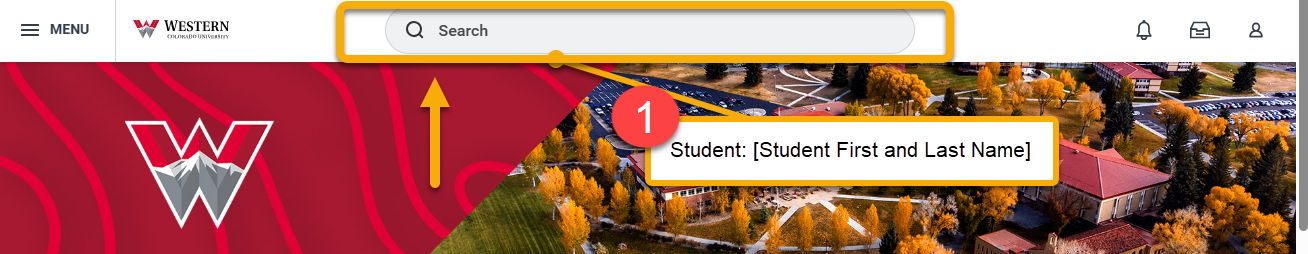 MENU
WESTERN
COLORADO UNIVERSITY
Search
1
Student: [Student First and Last Name]
W